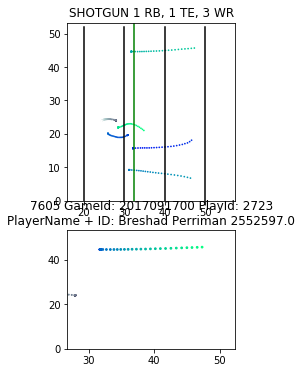 SHOTGUN 1 RB, 1 TE, 3 WR
50
40
30
20
10
0
20 30 40 50
7605 GameId: 2017091700 PlayId: 2723
PlayerName + ID: Breshad Perriman 2552597.0
40
20
0
30 40 50